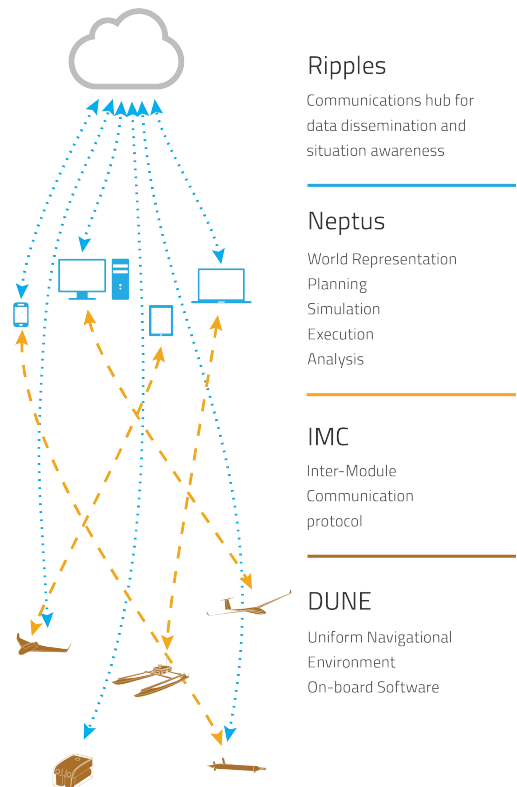 Ripples
Communications hub for
data dissemination and
situation awareness
Neptus
World Representation
Planning
Simulation
Execution
Analysis
IMC
Inter-Module
Communication
protocol
DUNE
Uniform Navigational
Environment
On-board Software